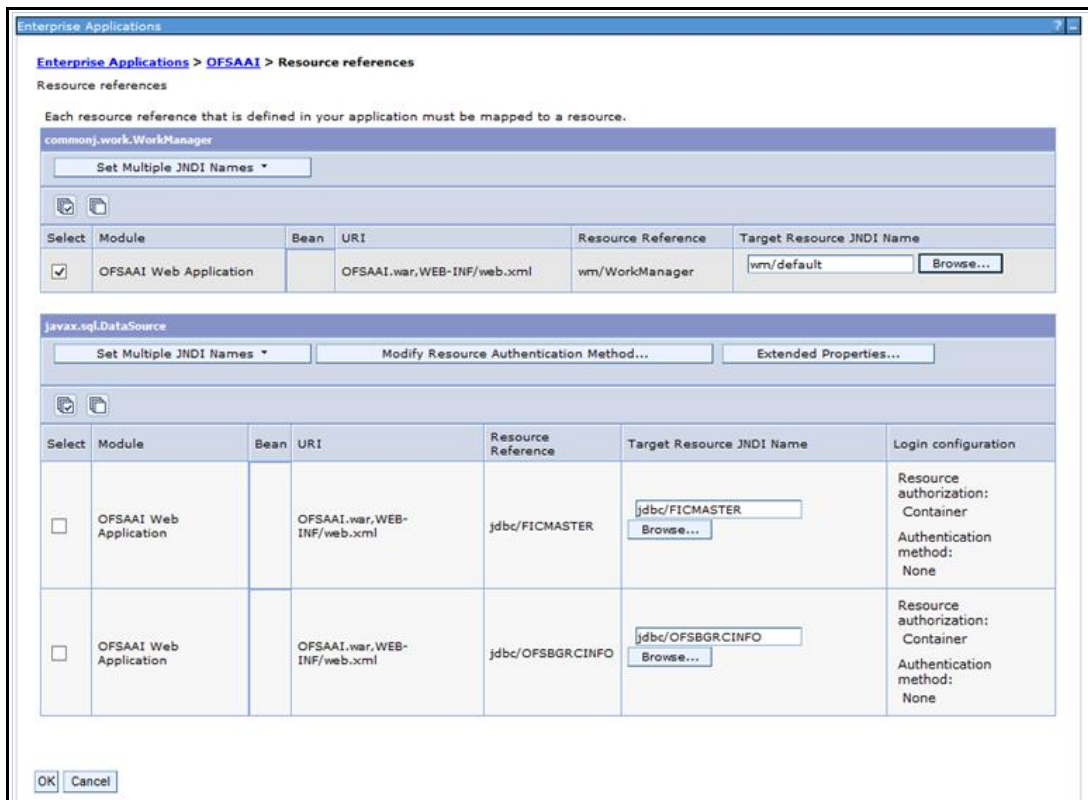 Enterprise Applications ? –
Enterprise Applications > OFSAAI > Resource references
Resource references
Each resource reference that is defined in your application must be mapped to a resource.
commonj.work.WorkManager
Set Multiple JNDI Names
Select Module Bean URI Resource Reference Target Resource JNDI Name
OFSAAI Web Application OFSAAI.war,WEB-INF/web.xml wm/WorkManager wm/default Browse...
javax.sql.DataSource
Set Multiple JNDI Names Modify Resource Authentication Method... Extended Properties...
Select Module Bean URI Resource
Reference Target Resource JNDI Name Login configuration
OFSAAI Web
Application
OFSAAI.war,WEB-
INF/web.xml
jdbc/FICMASTER
jdbc/FICMASTER
Browse...
Resource
authorization:
Container
Authentication
method:
None
OFSAAI Web
Application
OFSAAI.war,WEB-
INF/web.xml
jdbc/OFSBGRCINFO
jdbc/OFSBGRCINFO
Browse...
Resource
authorization:
Container
Authentication
method:
None
OK Cancel